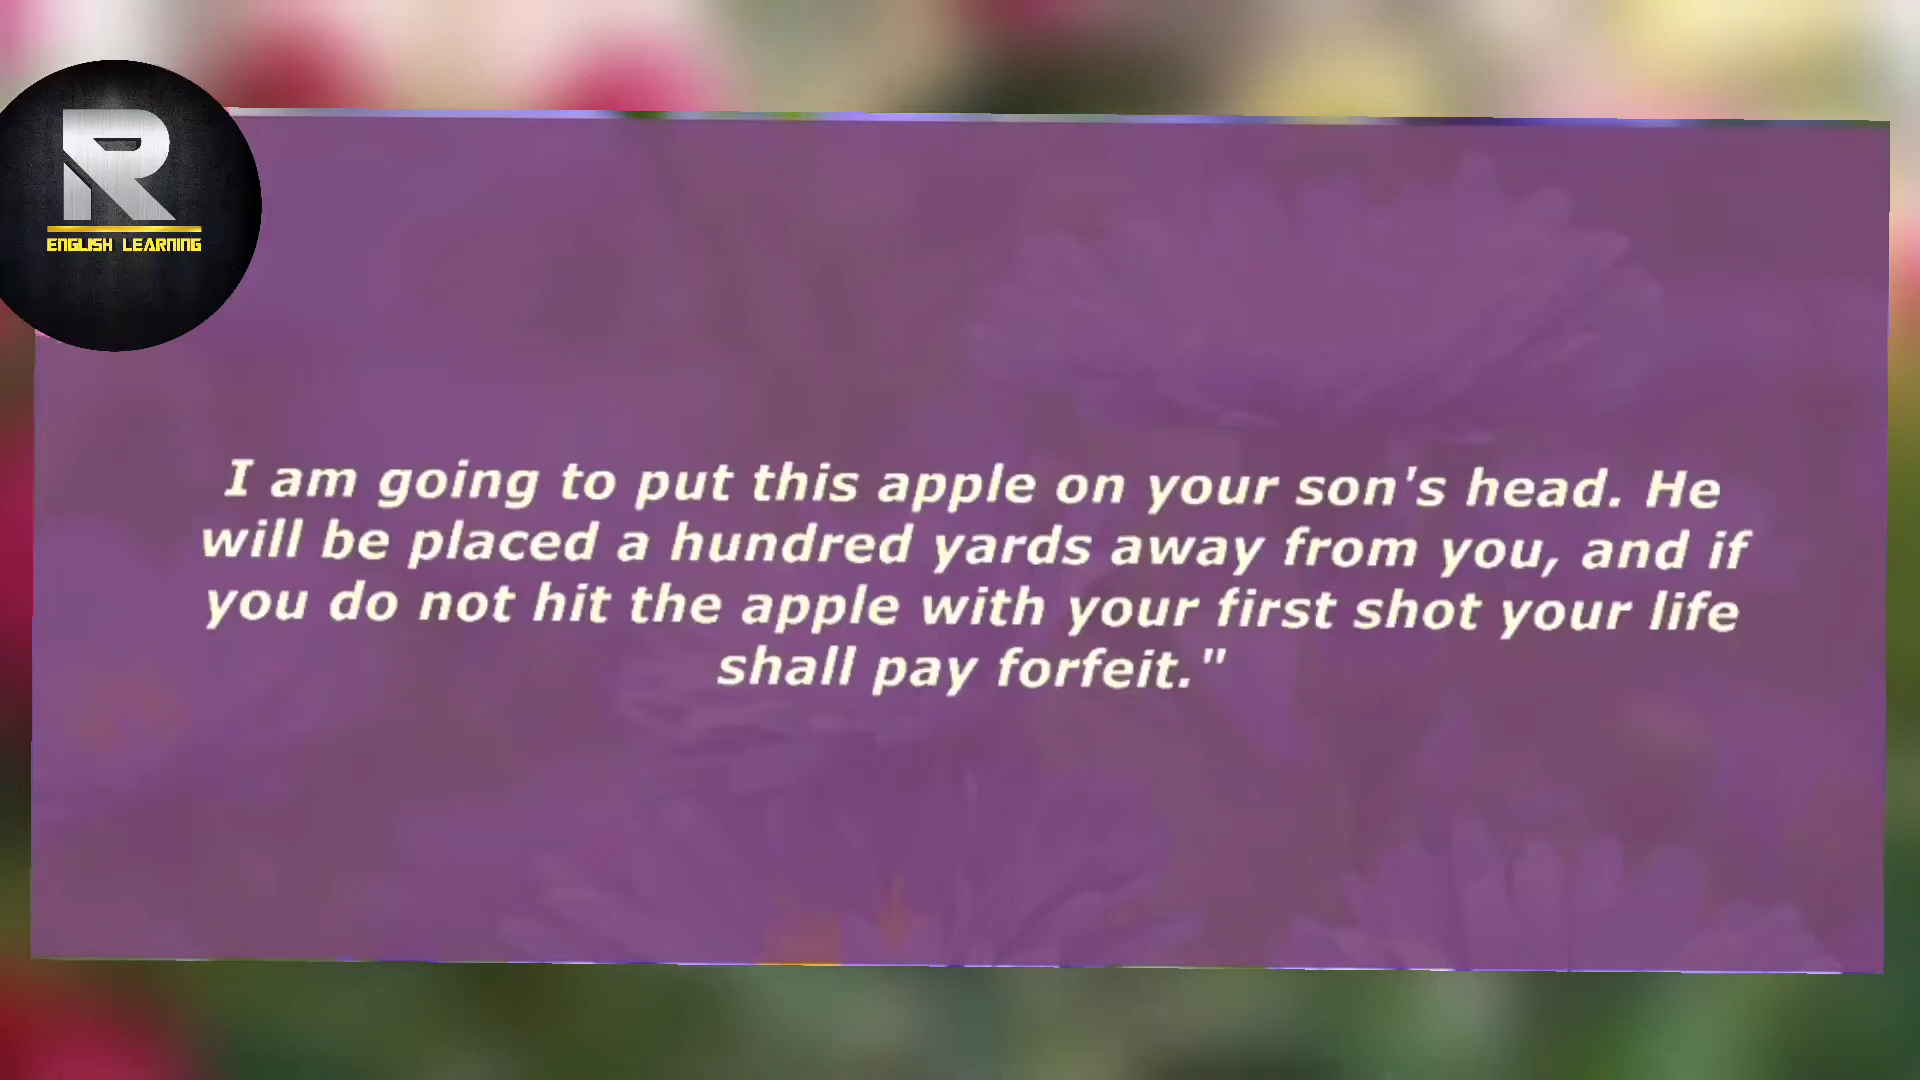 R
ENGLISH LEARNING
I am going to put this apple on your son's head. He
will be placed a hundred yards away from you, and if
you do not hit the apple with your first shot your life
shall pay forfeit."